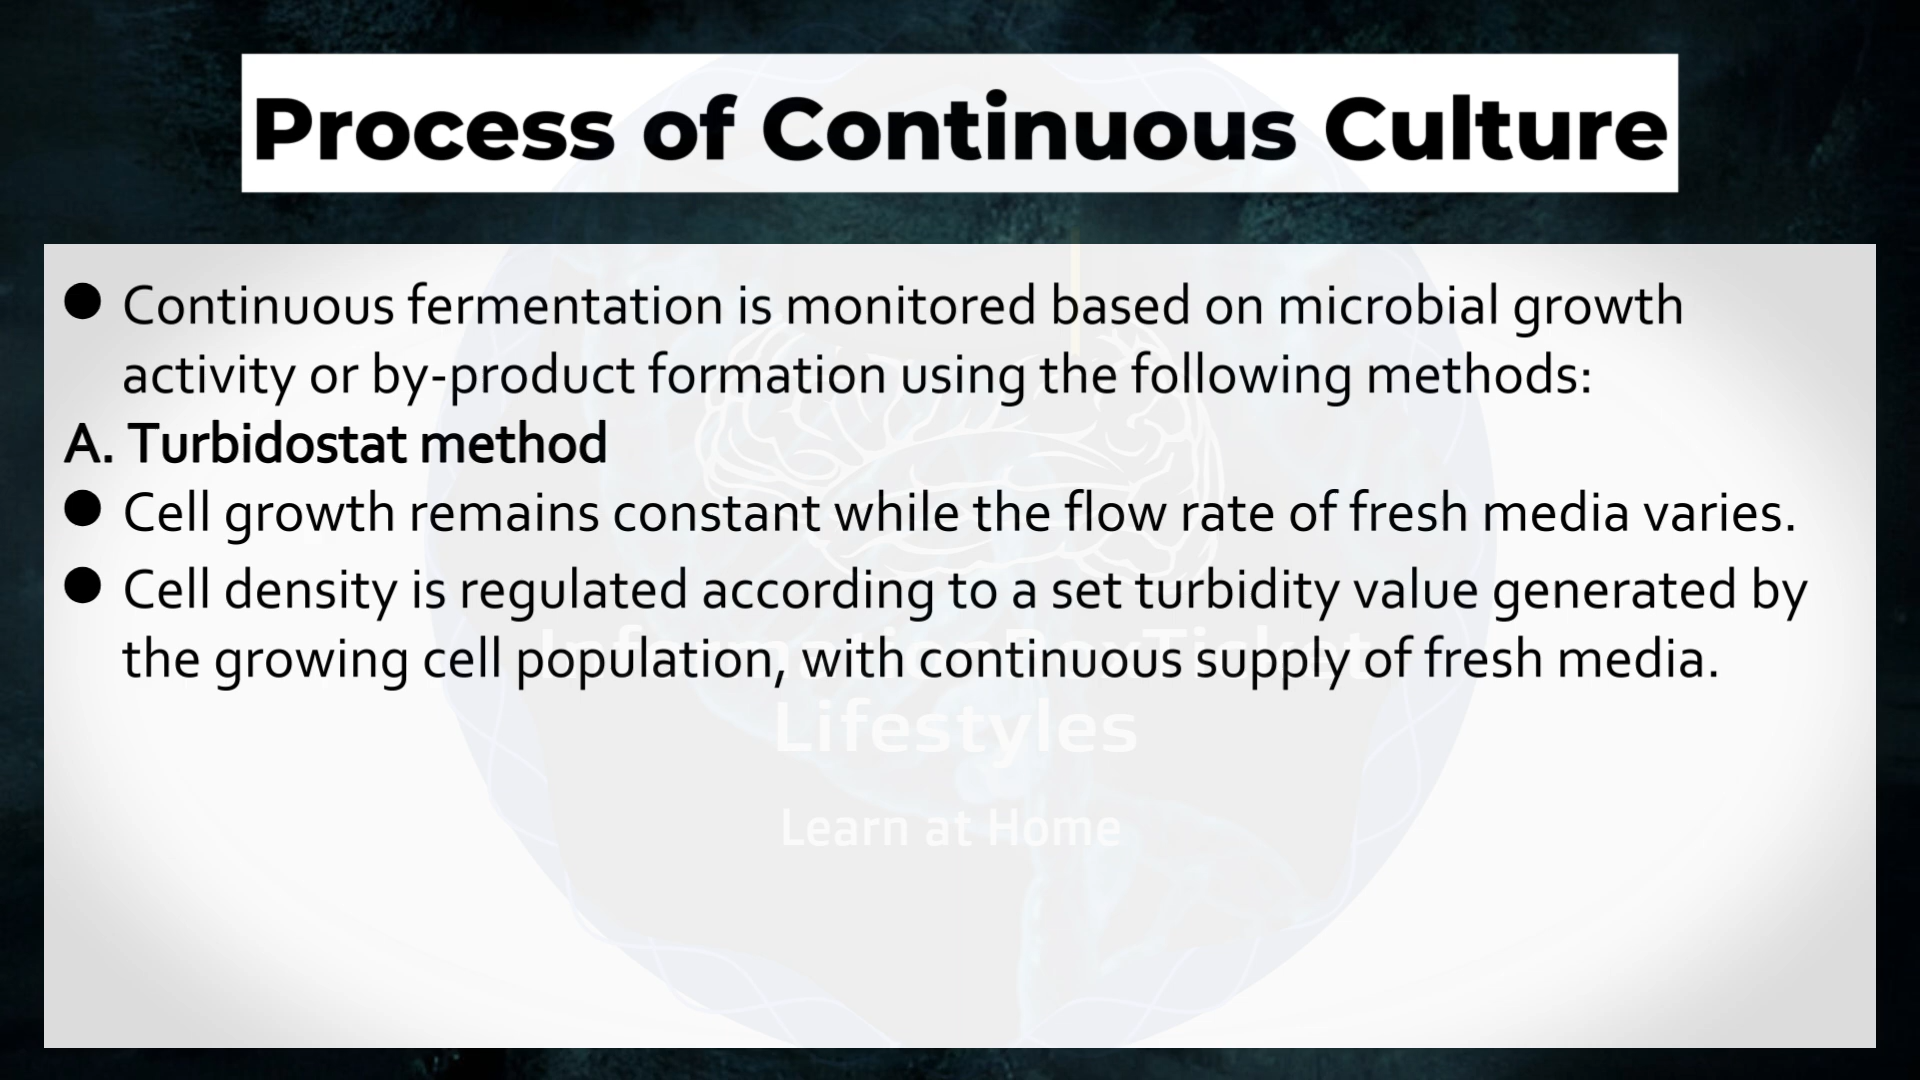 Process of Continuous Culture
● Continuous fermentation is monitored based on microbial growth
activity or by-product formation using the following methods:
A. Turbidostat method
● Cell growth remains constant while the flow rate of fresh media varies.
● Cell density is regulated according to a set turbidity value generated by
the growing cell population, with continuous supply of fresh media.
Lifestyles
Learn at Home